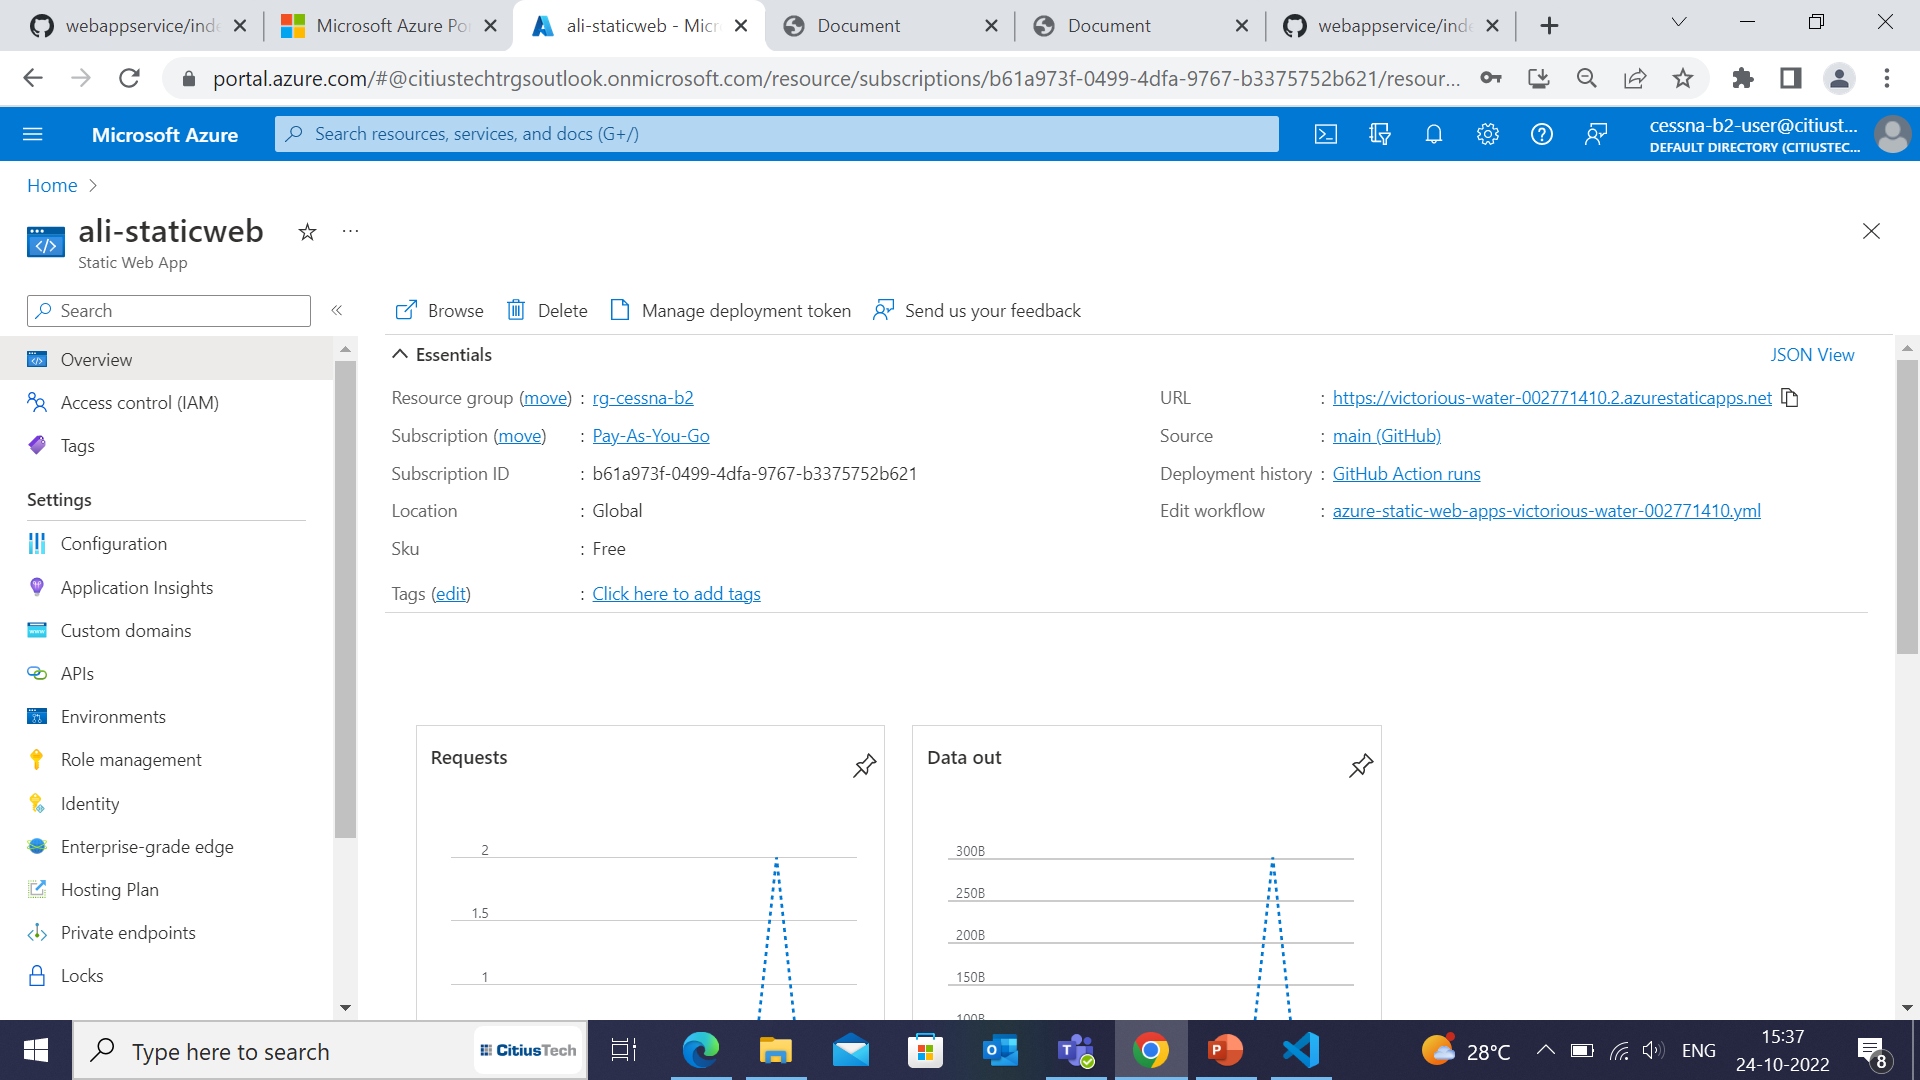 webappservice/inde
Microsoft Azure Po
ali-staticweb - Micr
Document
Document
webappservice/inde
portal.azure.com/#@citiustechtrgsoutlook.onmicrosoft.com/resource/subscriptions/b61a973f-0499-4dfa-9767-b3375752b621/resour...
Microsoft Azure
Search resources, services, and docs (G+/)
cessna-b2-user@citiust...
DEFAULT DIRECTORY (CITIUSTEC...
Home
ali-staticweb
Static Web App
Search
Browse
Delete
Manage deployment token
Send us your feedback
Overview
Access control (IAM)
Tags
Settings
Configuration
Application Insights
Custom domains
APIs
Environments
Role management
Identity
Enterprise-grade edge
Hosting Plan
Private endpoints
Locks
Essentials
JSON View
Resource group (move) : rg-cessna-b2
Subscription (move) : Pay-As-You-Go
Subscription ID : b61a973f-0499-4dfa-9767-b3375752b621
Location : Global
Sku : Free
Tags (edit) : Click here to add tags
URL : https://victorious-water-002771410.2.azurestaticapps.net
Source : main (GitHub)
Deployment history : GitHub Action runs
Edit workflow : azure-static-web-apps-victorious-water-002771410.yml
Requests
2
1.5
1
Data out
300B
250B
200B
150B
100B
Type here to search
CitiusTech
28°C
ENG
15:37
24-10-2022
8